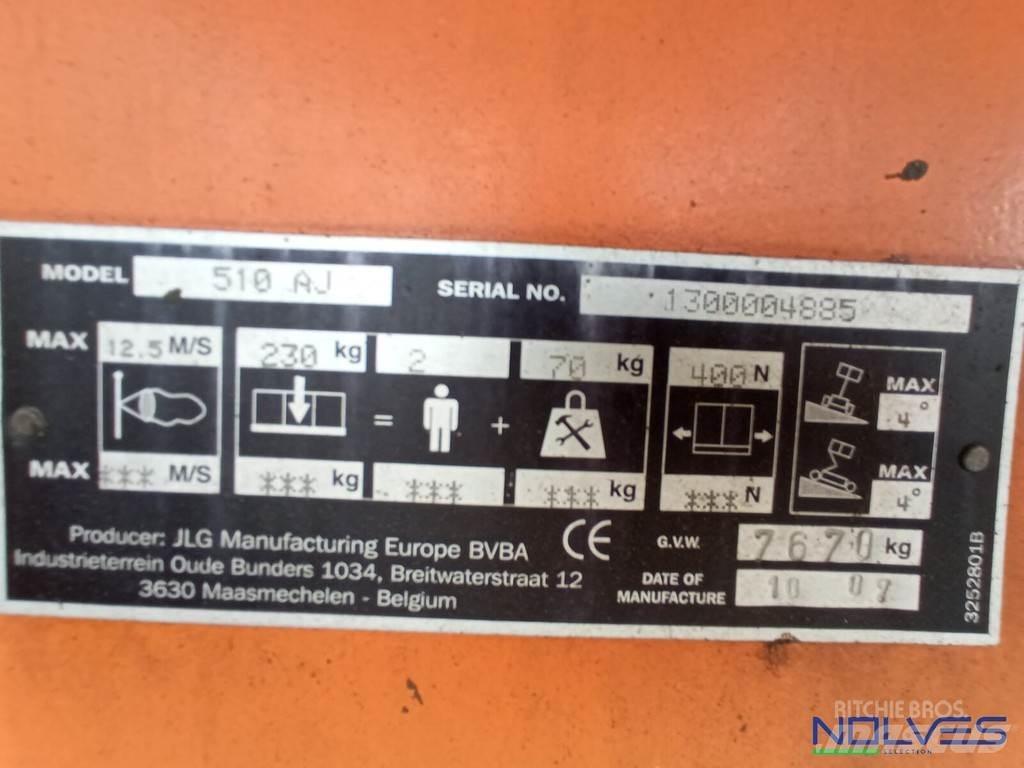 MODEL 510 AJ SERIAL NO. 1300004885
MAX 12.5 M/S 230 kg 2 70 kg 400 N
MAX 4°
= +
MAX *** M/S *** kg *** *** kg *** N
MAX 4°
Producer: JLG Manufacturing Europe BVBA CE G.V.W. 7670 kg
Industrieterrein Oude Bunders 1034, Breitwaterstraat 12
3630 Maasmechelen - Belgium
DATE OF
MANUFACTURE 10 07
3252801B
RITCHIE BROS.
NOLVES
SELECTION